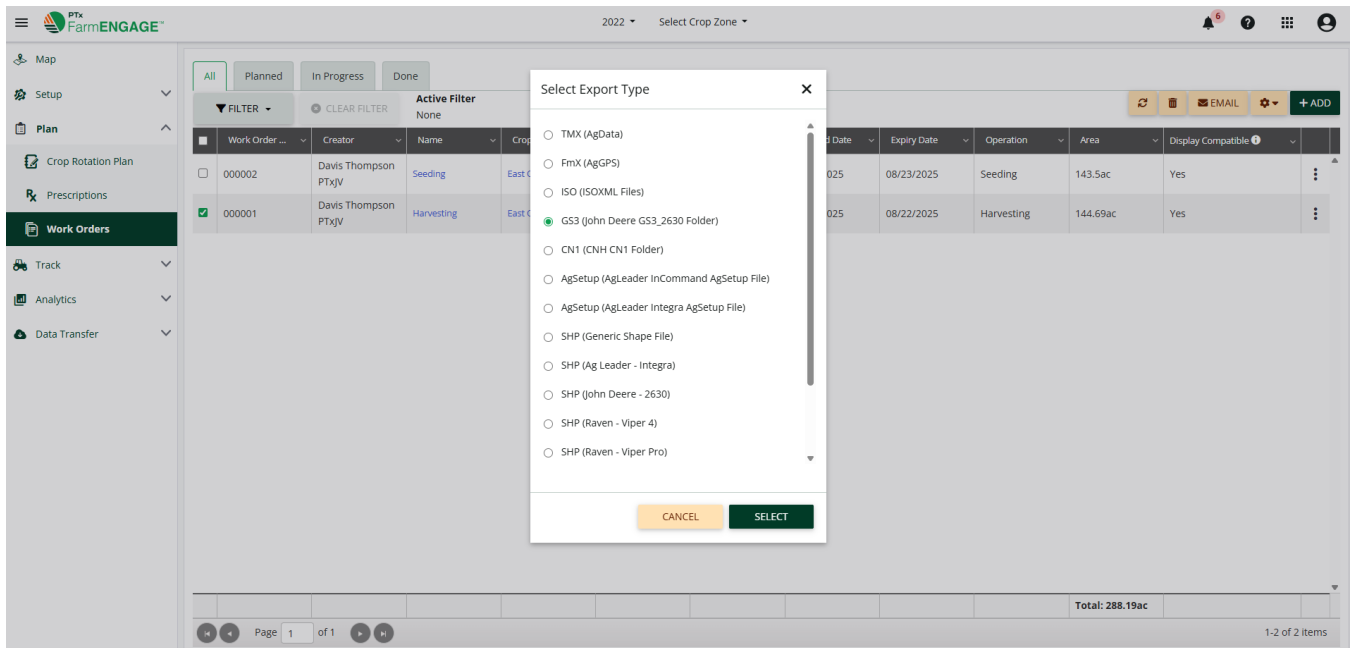 PTx
FarmENGAGE™
2022
Select Crop Zone
6
Map
Setup
Plan
Crop Rotation Plan
Prescriptions
Work Orders
Track
Analytics
Data Transfer
All
Planned
In Progress
Done
FILTER
CLEAR FILTER
Active Filter
None
EMAIL
+ ADD
Work Order ...
Creator
Name
Crop
d Date
Expiry Date
Operation
Area
Display Compatible
000002
Davis Thompson
PTxJV
Seeding
East
025
08/23/2025
Seeding
143.5ac
Yes
000001
Davis Thompson
PTxJV
Harvesting
East
025
08/22/2025
Harvesting
144.69ac
Yes
Select Export Type
TMX (AgData)
FmX (AgGPS)
ISO (ISOXML Files)
GS3 (John Deere GS3_2630 Folder)
CN1 (CNH CN1 Folder)
AgSetup (AgLeader InCommand AgSetup File)
AgSetup (AgLeader Integra AgSetup File)
SHP (Generic Shape File)
SHP (Ag Leader - Integra)
SHP (John Deere - 2630)
SHP (Raven - Viper 4)
SHP (Raven - Viper Pro)
CANCEL
SELECT
Total: 288.19ac
Page 1 of 1
1-2 of 2 items